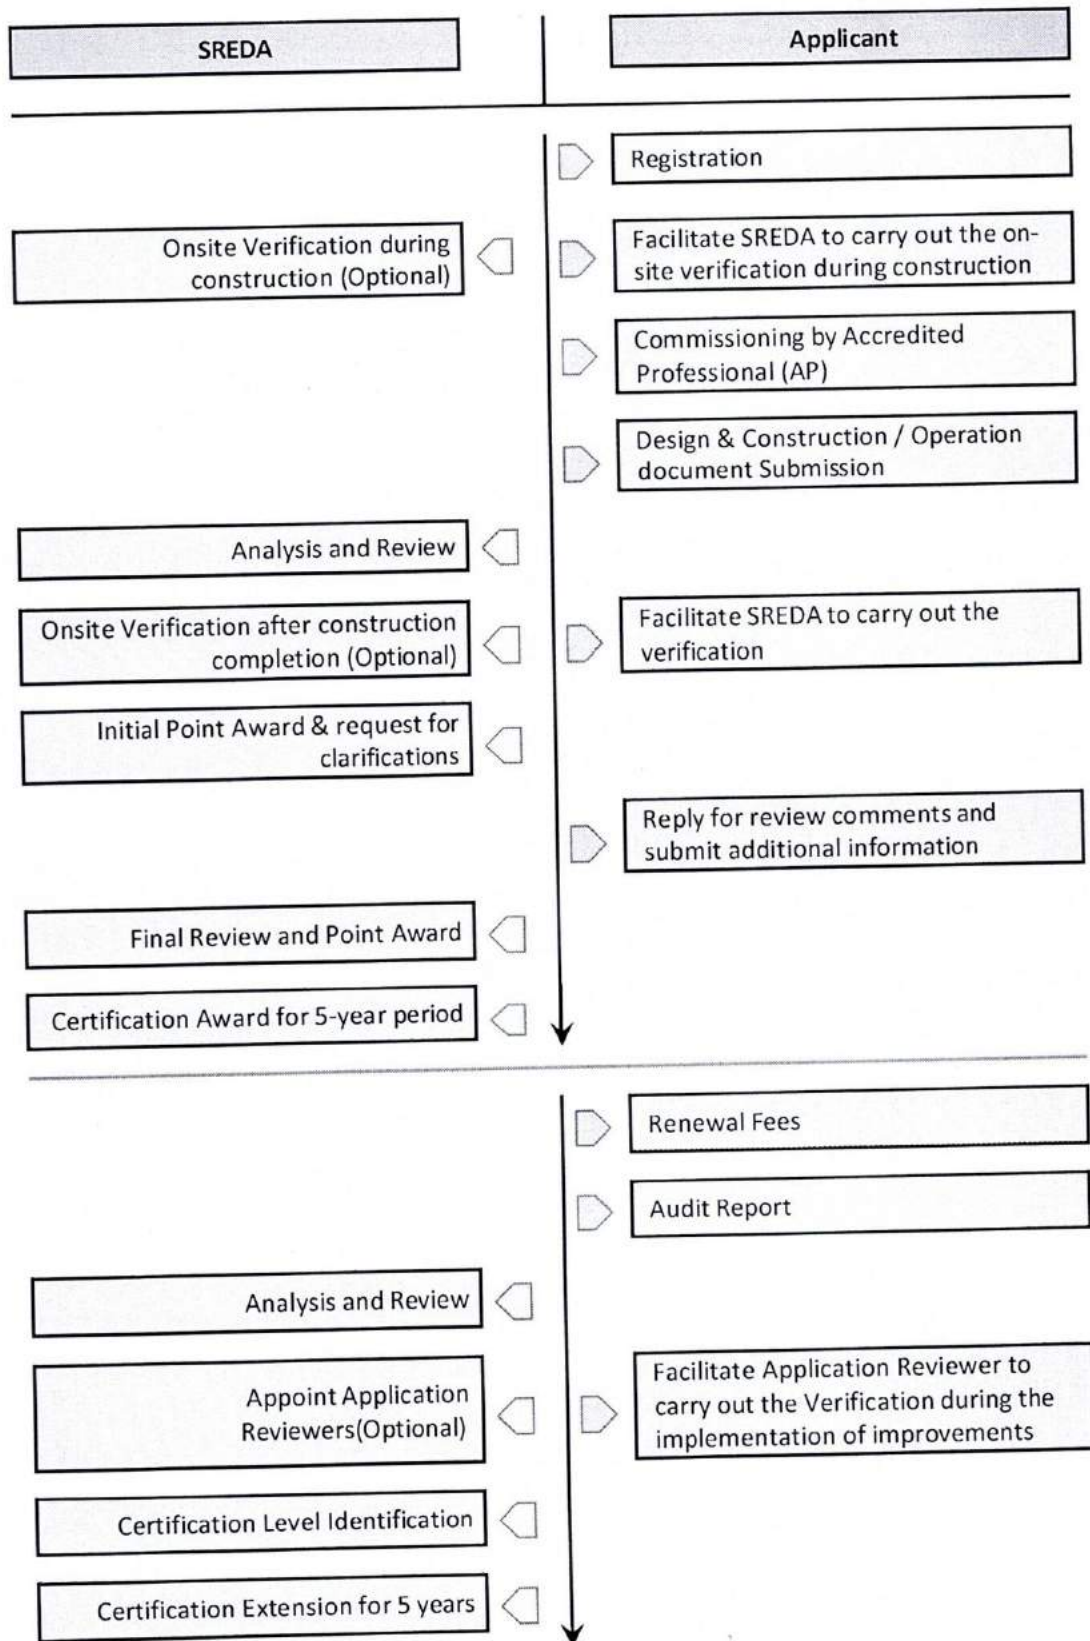 SREDA
Applicant
Registration
Onsite Verification during
construction (Optional)
Facilitate SREDA to carry out the on-
site verification during construction
Commissioning by Accredited
Professional (AP)
Design & Construction / Operation
document Submission
Analysis and Review
Onsite Verification after construction
completion (Optional)
Facilitate SREDA to carry out the
verification
Initial Point Award & request for
clarifications
Reply for review comments and
submit additional information
Final Review and Point Award
Certification Award for 5-year period
Renewal Fees
Audit Report
Analysis and Review
Appoint Application
Reviewers(Optional)
Facilitate Application Reviewer to
carry out the Verification during the
implementation of improvements
Certification Level Identification
Certification Extension for 5 years